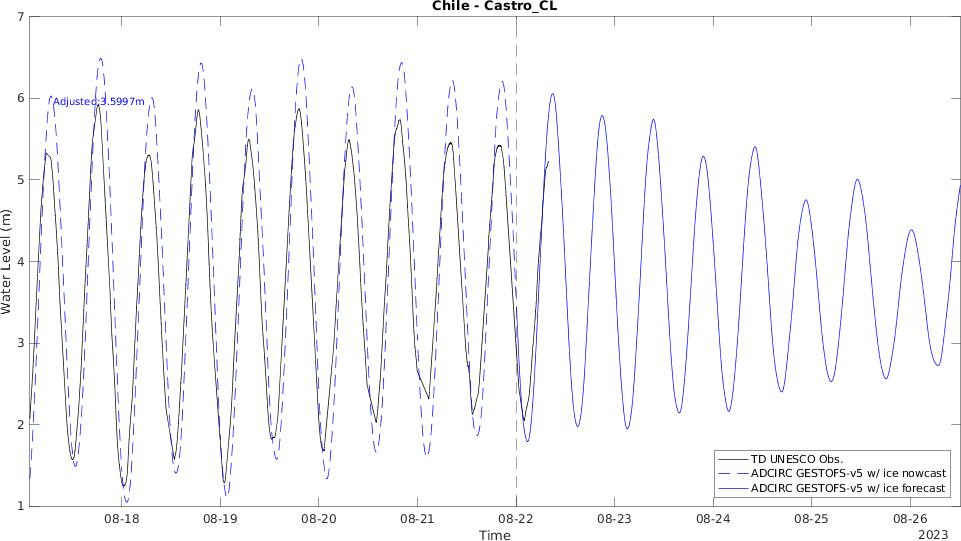 Chile - Castro_CL
7
6
5
4
3
2
1
Water Level (m)
Adjusted:3.5997m
TD UNESCO Obs.
ADCIRC GESTOFS-v5 w/ ice nowcast
ADCIRC GESTOFS-v5 w/ ice forecast
08-18 08-19 08-20 08-21 08-22 08-23 08-24 08-25 08-26
Time
2023